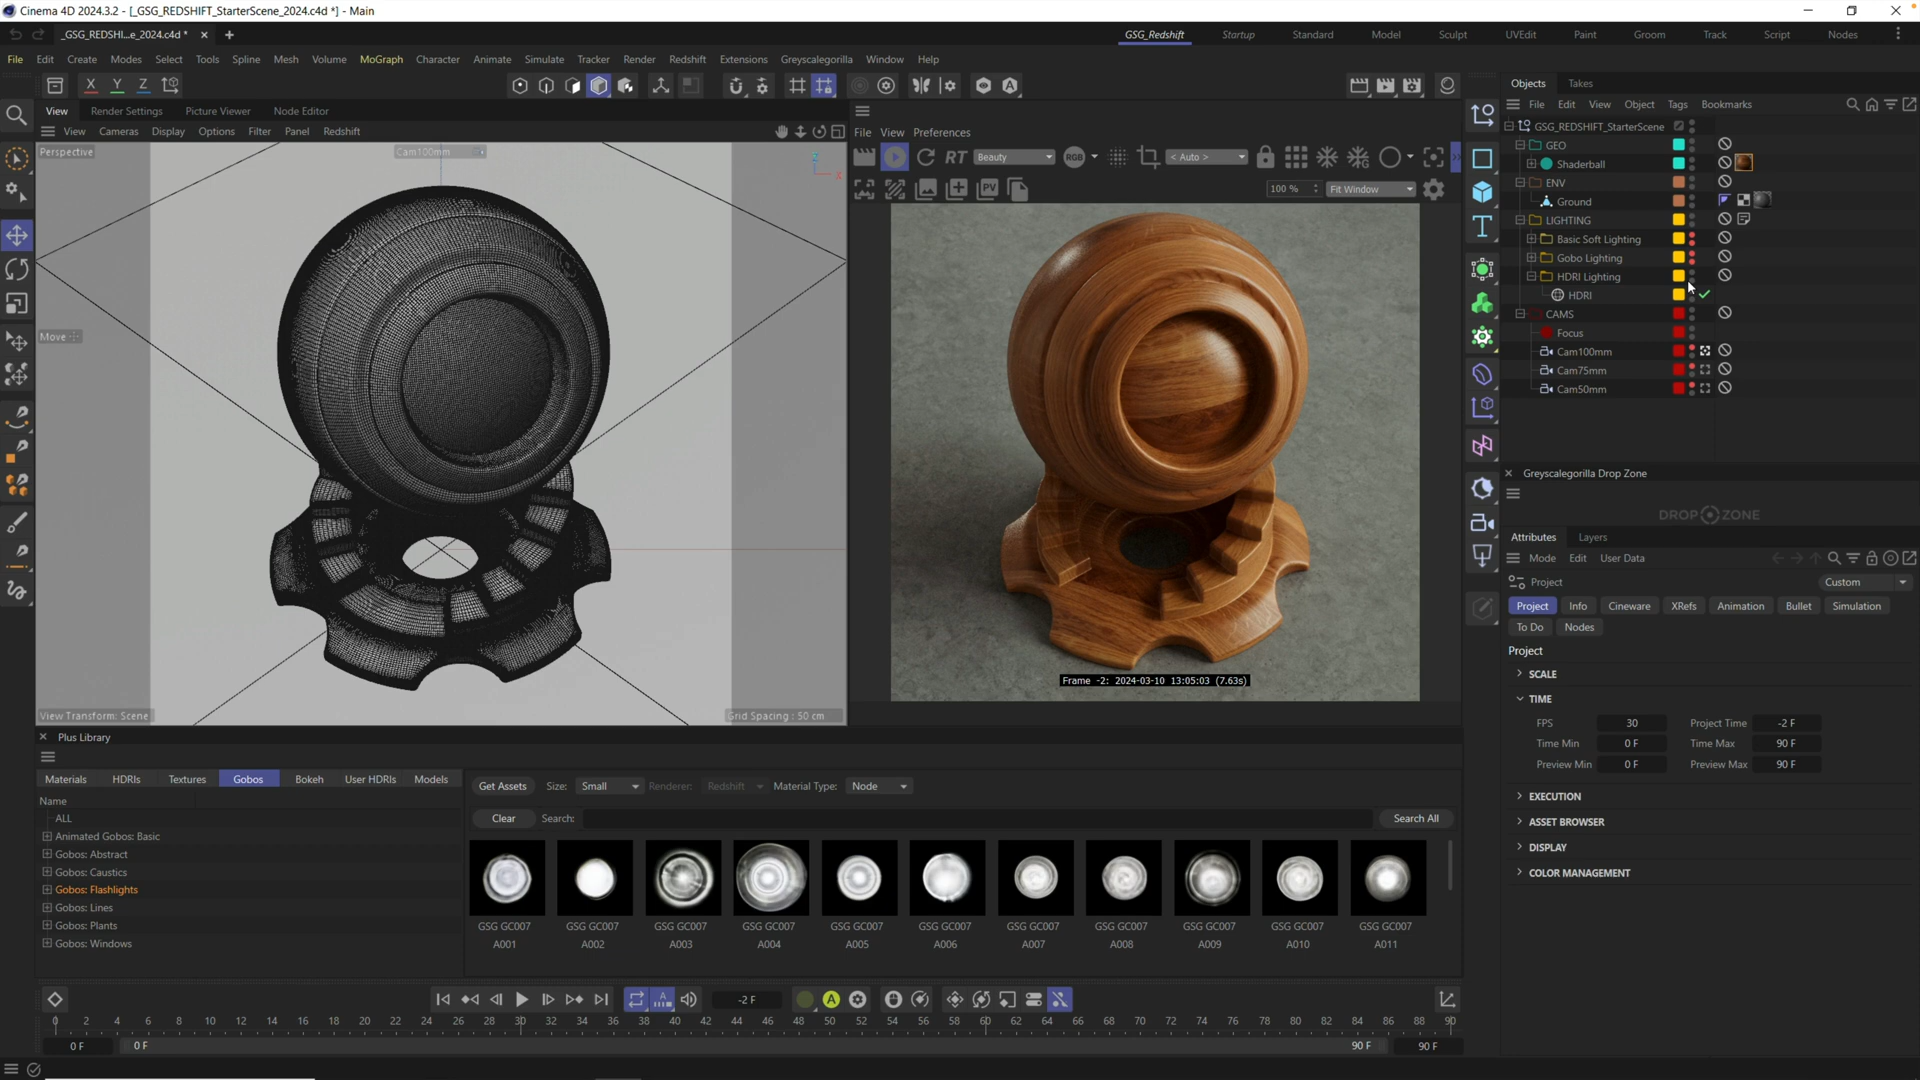 Cinema 4D 2024.3.2 - [_GSG_REDSHIFT_StarterScene_2024.c4d *] - Main
_GSG_REDSHI...e_2024.c4d *
GSG_Redshift Startup Standard Model Sculpt UVEdit Paint Groom Track Script Nodes
File Edit Create Modes Select Tools Spline Mesh Volume MoGraph Character Animate Simulate Tracker Render Redshift Extensions Greyscalegorilla Window Help
X Y Z
View Render Settings Picture Viewer Node Editor
View Cameras Display Options Filter Panel Redshift
Perspective
Cam100mm
Z
X
Move
View Transform: Scene
Grid Spacing : 50 cm
File View Preferences
RT Beauty RGB < Auto >
PV 100 % Fit Window
Frame -2: 2024-03-10 13:05:03 (7.63s)
Objects Takes
File Edit View Object Tags Bookmarks
GSG_REDSHIFT_StarterScene
GEO
Shaderball
ENV
Ground
LIGHTING
Basic Soft Lighting
Gobo Lighting
HDRI Lighting
HDRI
CAMS
Focus
Cam100mm
Cam75mm
Cam50mm
Greyscalegorilla Drop Zone
DROP ZONE
Attributes Layers
Mode Edit User Data
Project Custom
Project Info Cineware XRefs Animation Bullet Simulation
To Do Nodes
Project
SCALE
TIME
FPS 30 Project Time -2 F
Time Min 0 F Time Max 90 F
Preview Min 0 F Preview Max 90 F
EXECUTION
ASSET BROWSER
DISPLAY
COLOR MANAGEMENT
Plus Library
Materials HDRIs Textures Gobos Bokeh User HDRIs Models
Name
ALL
Animated Gobos: Basic
Gobos: Abstract
Gobos: Caustics
Gobos: Flashlights
Gobos: Lines
Gobos: Plants
Gobos: Windows
Get Assets Size: Small Renderer: Redshift Material Type: Node
Clear Search: Search All
GSG GC007 GSG GC007 GSG GC007 GSG GC007 GSG GC007 GSG GC007 GSG GC007 GSG GC007 GSG GC007 GSG GC007 GSG GC007
A001 A002 A003 A004 A005 A006 A007 A008 A009 A010 A011
-2 F
0 2 4 6 8 10 12 14 16 18 20 22 24 26 28 30 32 34 36 38 40 42 44 46 48 50 52 54 56 58 60 62 64 66 68 70 72 74 76 78 80 82 84 86 88 90
0 F 0 F 90 F 90 F